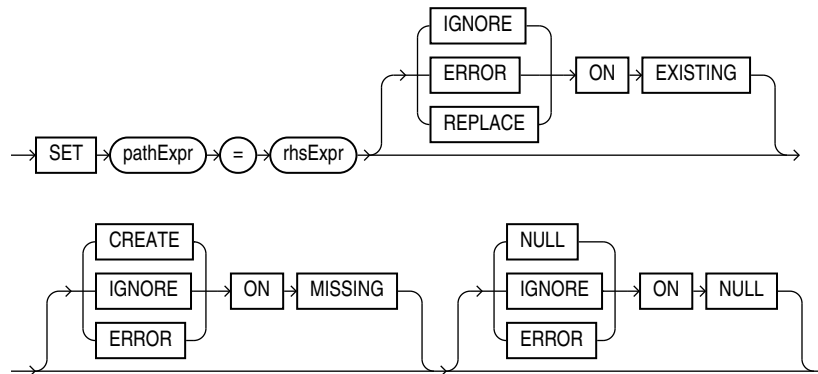 IGNORE
ERROR ON EXISTING
REPLACE
SET pathExpr = rhsExpr
CREATE NULL
IGNORE ON MISSING IGNORE ON NULL
ERROR ERROR